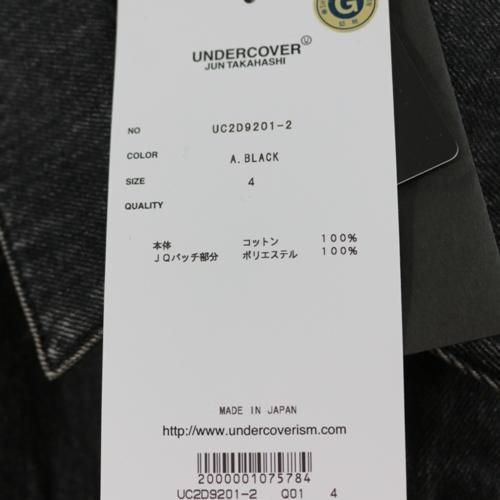 G
UNDERCOVER U
JUN TAKAHASHI
NO UC2D9201-2
COLOR A.BLACK
SIZE 4
QUALITY
本体 コットン 100%
JQパッチ部分 ポリエステル 100%
MADE IN JAPAN
http://www.undercoverism.com/
2000001075784
UC2D9201-2 Q01 4